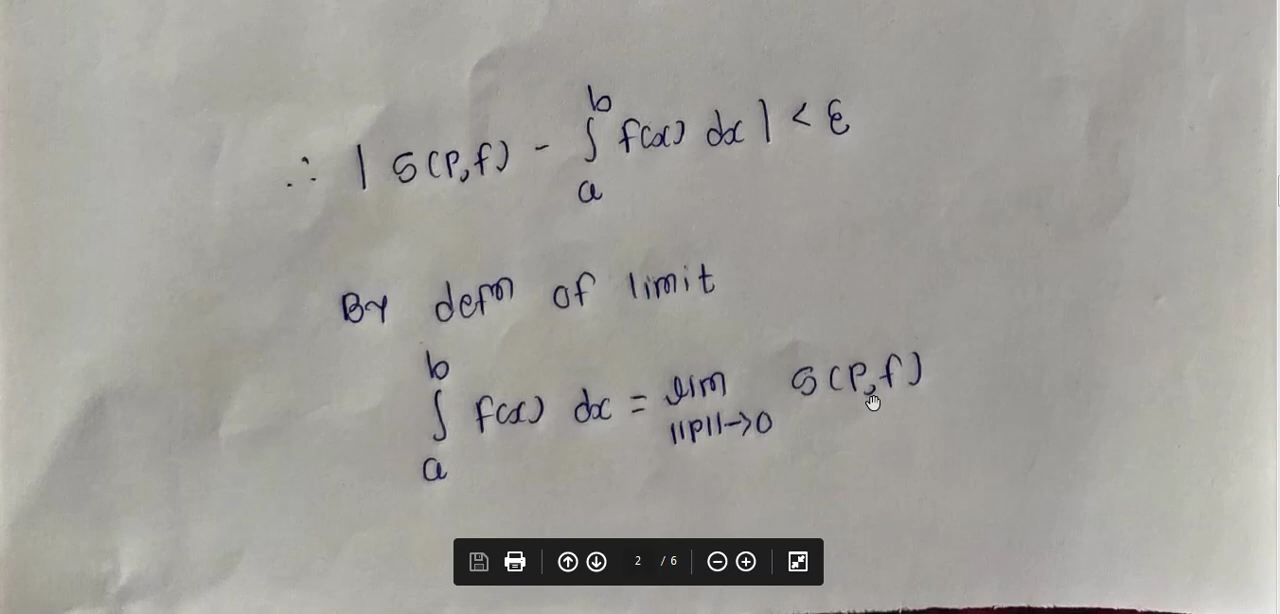 ∴ | S(P,f) - ∫_a^b f(x) dx | < ε
By defn of limit
∫_a^b f(x) dx = lim_{||P||→0} S(P,f)
2 / 6